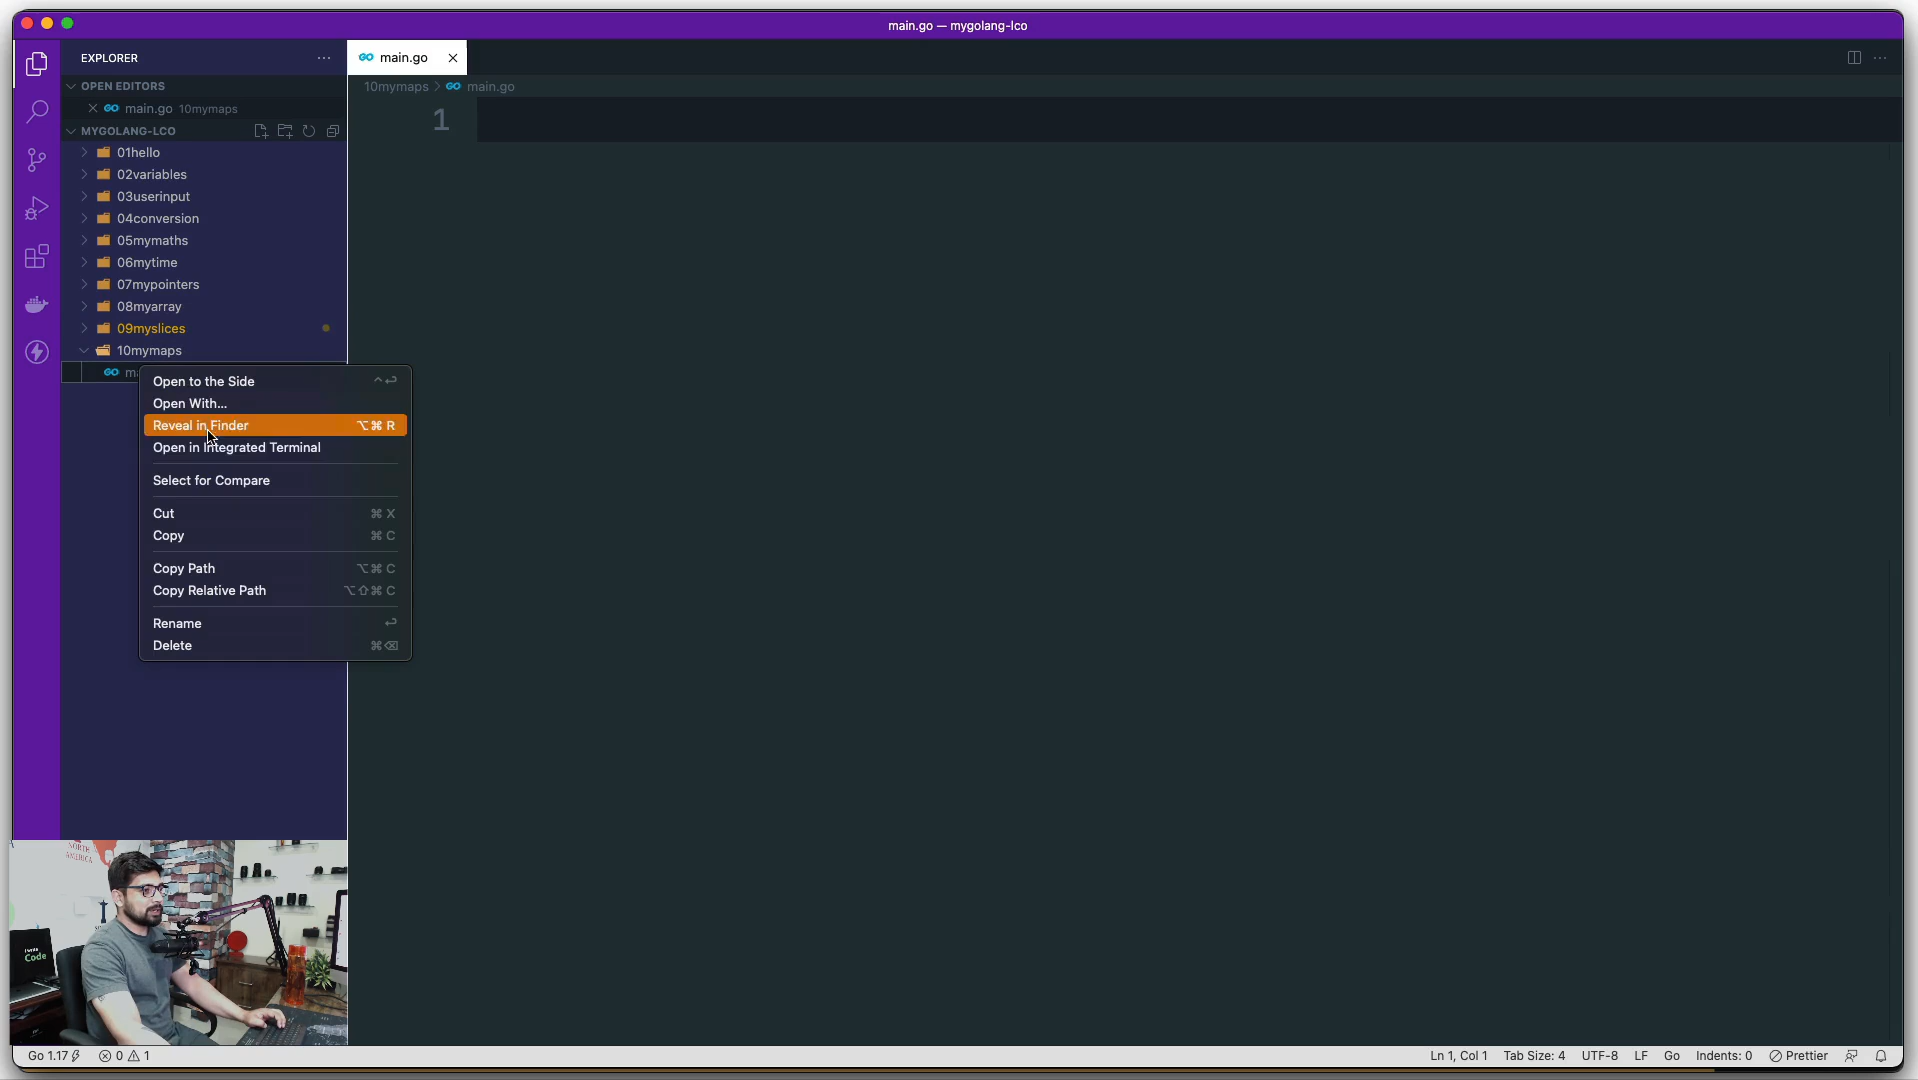 main.go — mygolang-lco
EXPLORER
main.go
OPEN EDITORS
main.go 10mymaps
10mymaps > main.go
MYGOLANG-LCO
1
01hello
02variables
03userinput
04conversion
05mymaths
06mytime
07mypointers
08myarray
09myslices
10mymaps
Open to the Side ^⏎
Open With...
Reveal in Finder ⌥⌘ R
Open in Integrated Terminal
Select for Compare
Cut ⌘ X
Copy ⌘ C
Copy Path ⌥⌘ C
Copy Relative Path ⌥⇧⌘ C
Rename ⏎
Delete ⌘⌫
NORTH
AMERICA
Code
Go 1.17 0 1 Ln 1, Col 1 Tab Size: 4 UTF-8 LF Go Indents: 0 Prettier